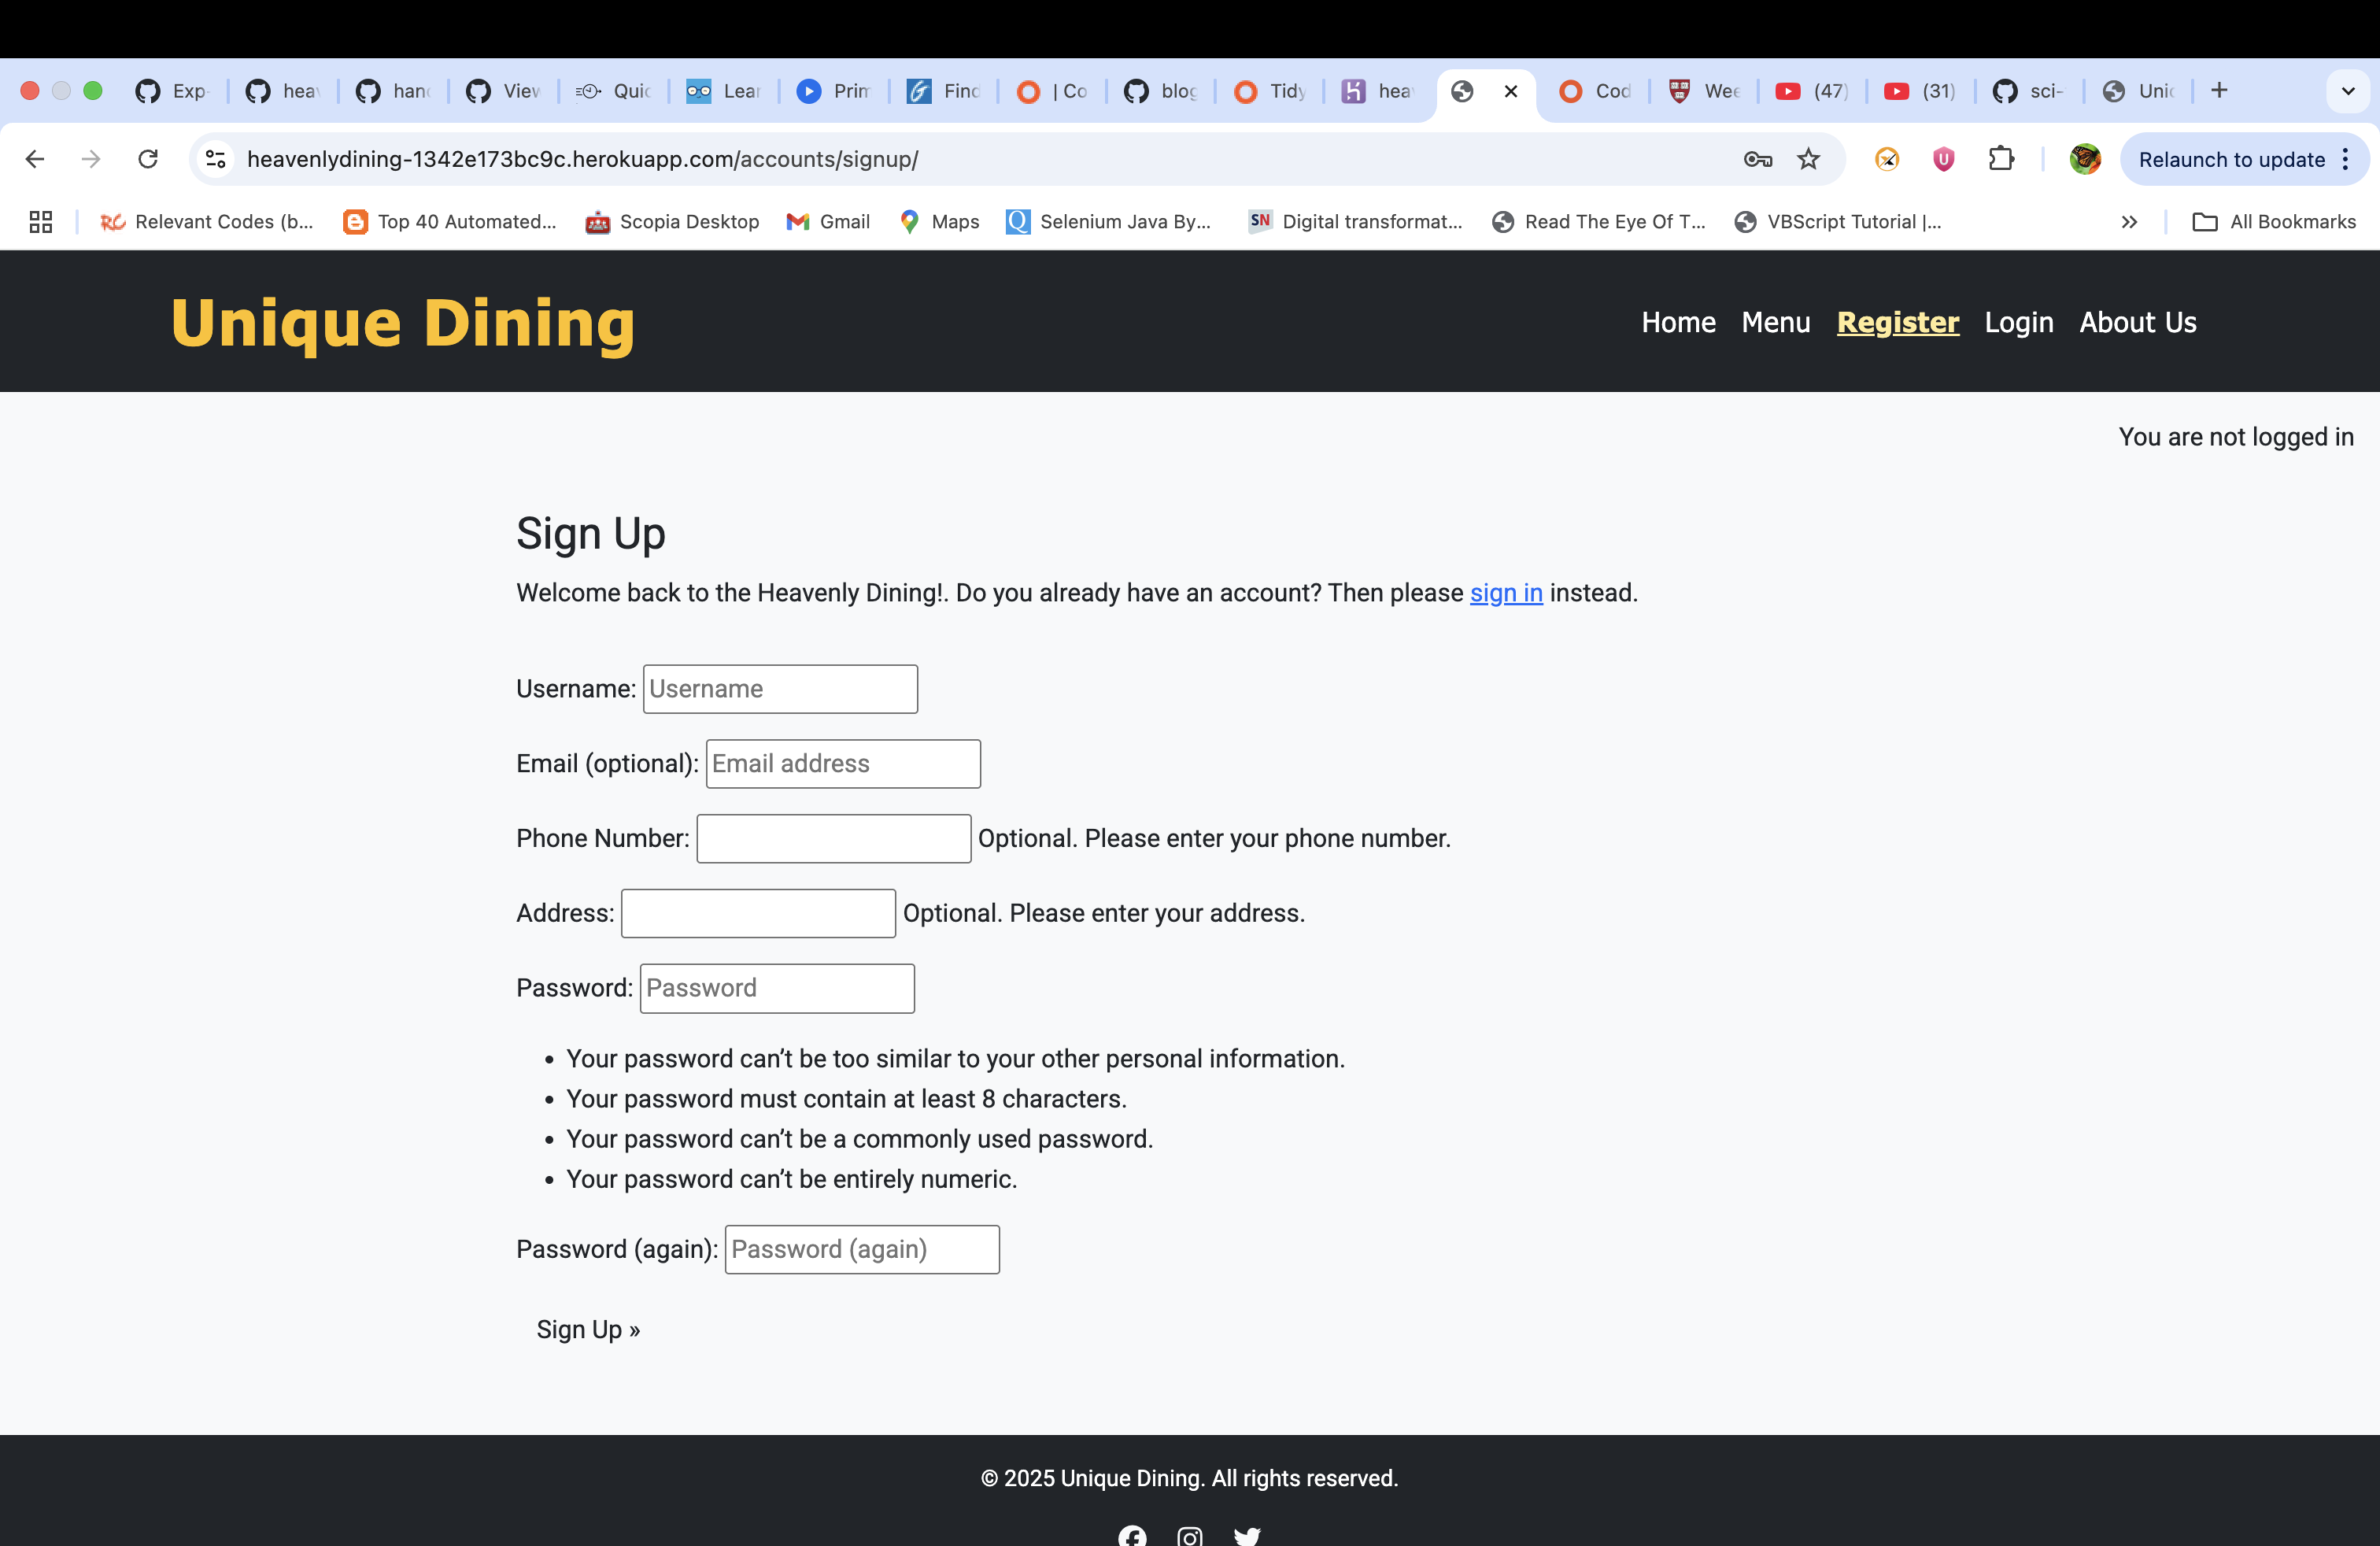 Exp
hea
han
View
Quic
Lear
Prim
Find
| Co
blog
Tidy
hea
Cod
Wee
(47)
(31)
sci-
Uni
heavenlydining-1342e173bc9c.herokuapp.com/accounts/signup/
Relaunch to update
Relevant Codes (b...
Top 40 Automated...
Scopia Desktop
Gmail
Maps
Selenium Java By...
SN
Digital transformat...
Read The Eye Of T...
VBScript Tutorial |...
All Bookmarks
Unique Dining
Home Menu Register Login About Us
You are not logged in
Sign Up
Welcome back to the Heavenly Dining!. Do you already have an account? Then please sign in instead.
Username: Username
Email (optional): Email address
Phone Number: Optional. Please enter your phone number.
Address: Optional. Please enter your address.
Password: Password
• Your password can’t be too similar to your other personal information.
• Your password must contain at least 8 characters.
• Your password can’t be a commonly used password.
• Your password can’t be entirely numeric.
Password (again): Password (again)
Sign Up »
© 2025 Unique Dining. All rights reserved.